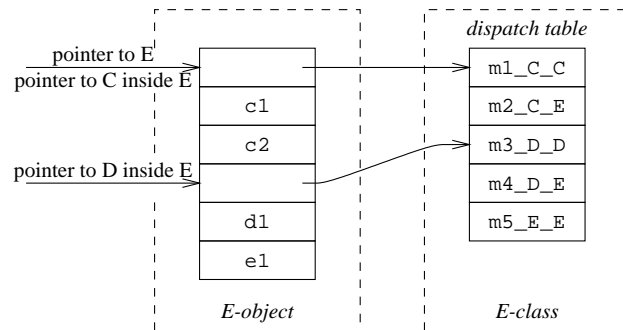 dispatch table
pointer to E
pointer to C inside E
m1_C_C
c1
m2_C_E
c2
m3_D_D
pointer to D inside E
m4_D_E
d1
m5_E_E
e1
E-object
E-class